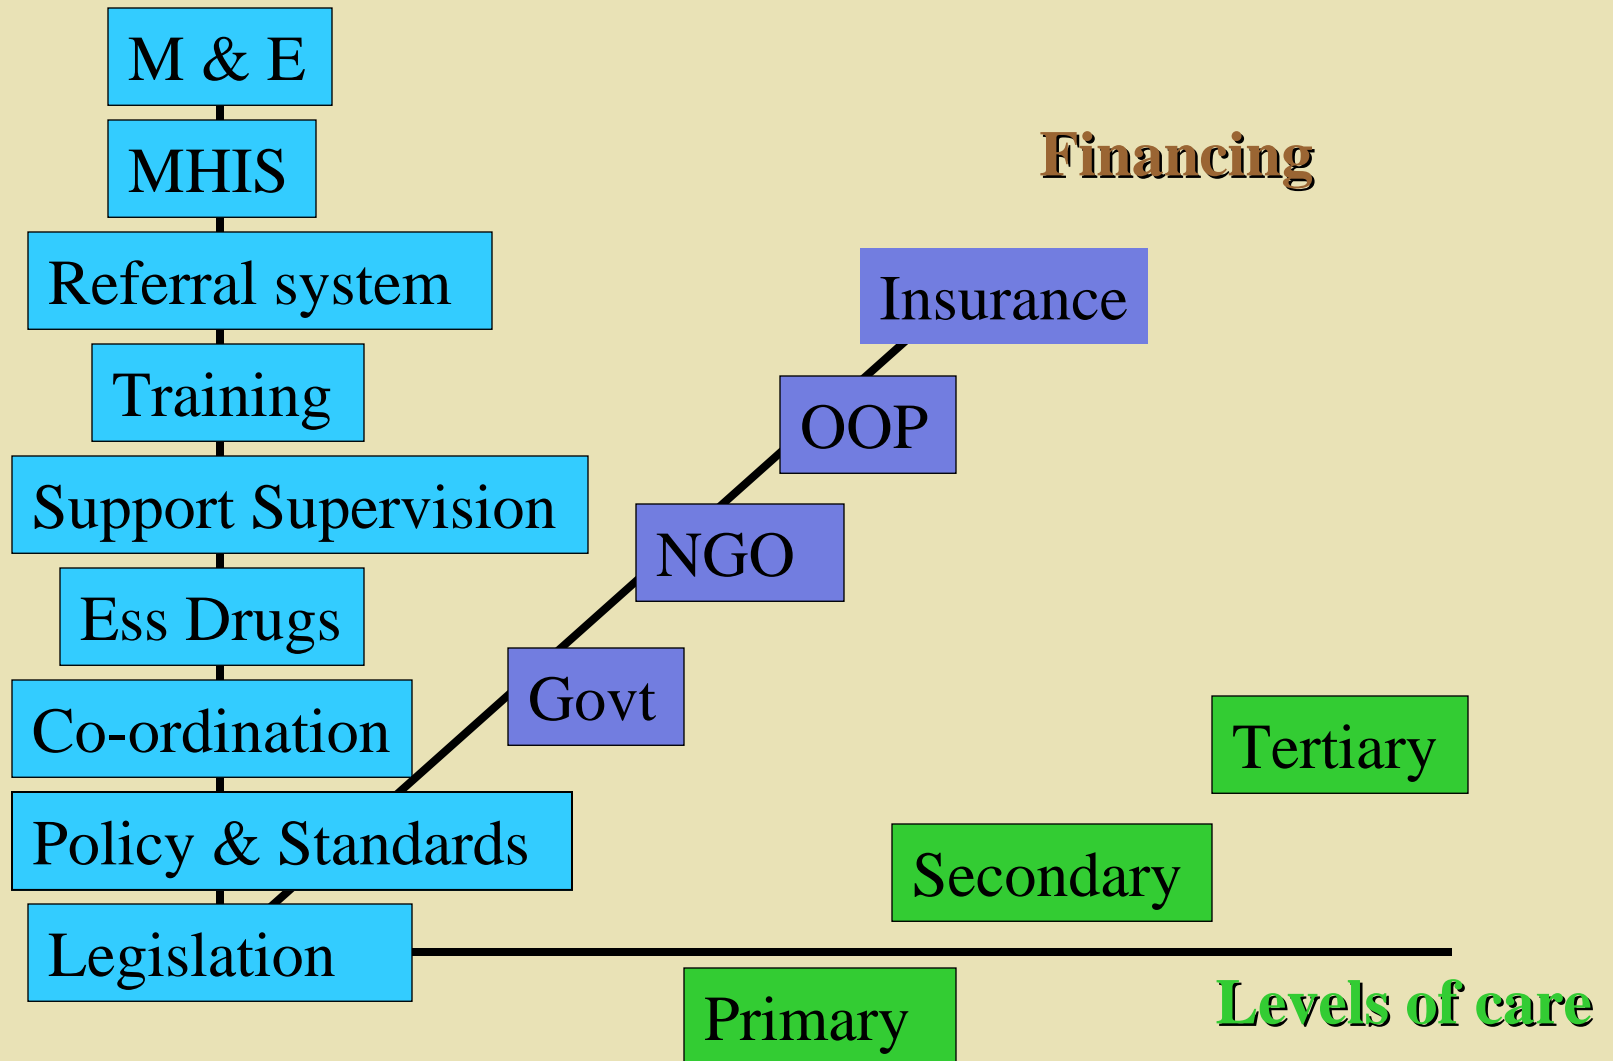 M & E
MHIS
Financing
Referral system
Insurance
Training
OOP
Support Supervision
NGO
Ess Drugs
Govt
Co-ordination
Tertiary
Policy & Standards
Secondary
Legislation
Levels of care
Primary